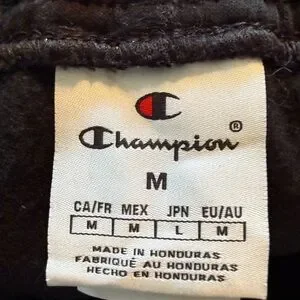 Champion®
M
CA/FR MEX JPN EU/AU
M M L M
MADE IN HONDURAS
FABRIQUÉ AU HONDURAS
HECHO EN HONDURAS